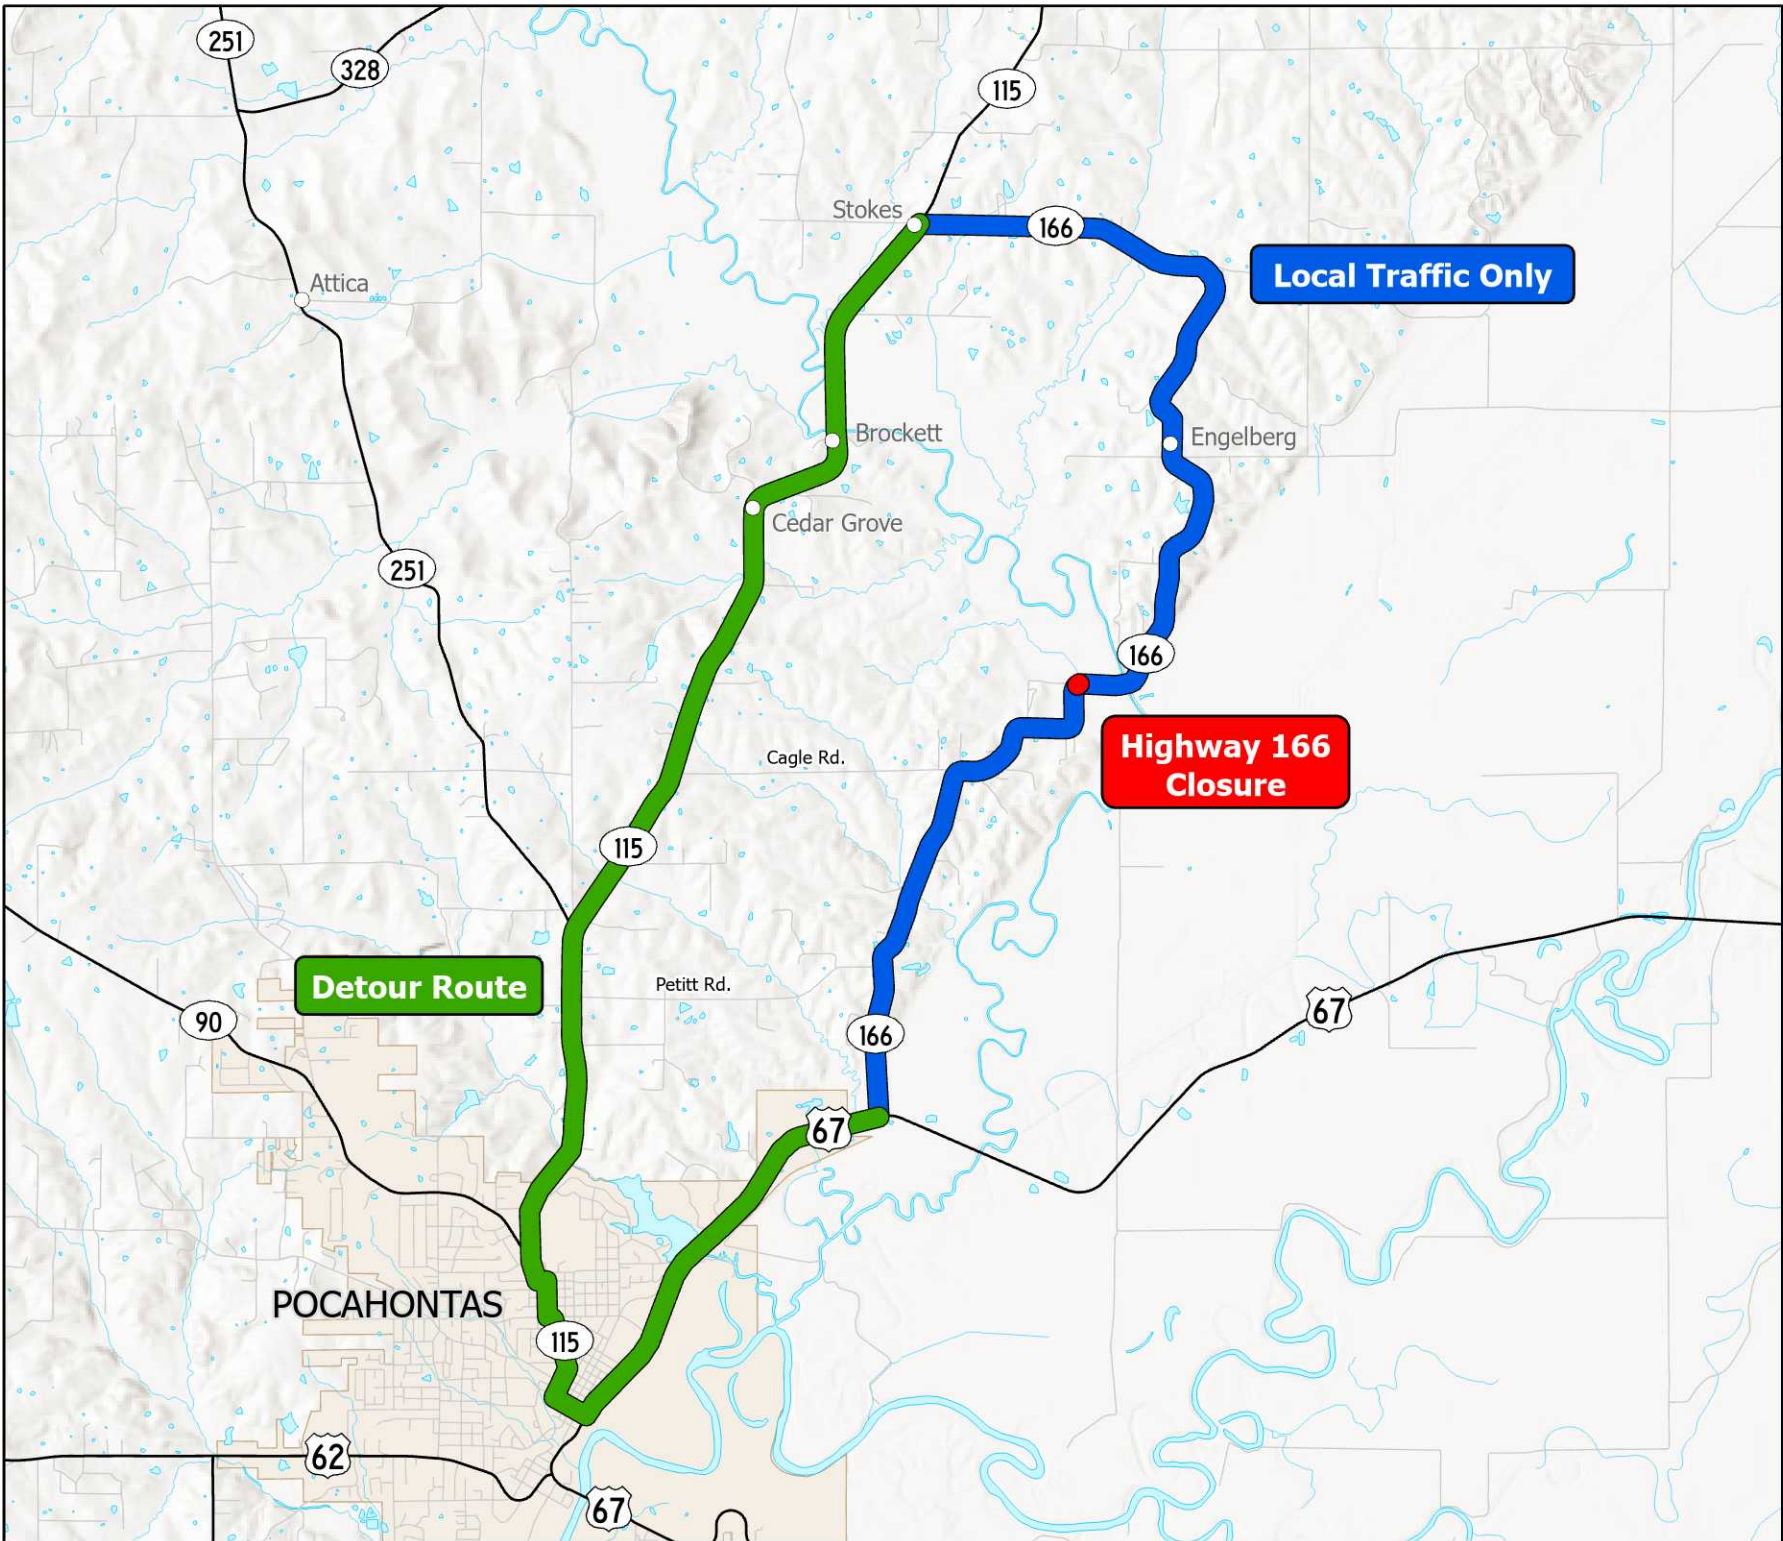 251
328
115
Stokes
166
Local Traffic Only
Attica
Brockett
Engelberg
Cedar Grove
251
166
Highway 166
Closure
Cagle Rd.
115
Detour Route
Petitt Rd.
67
90
166
67
POCAHONTAS
115
62
67